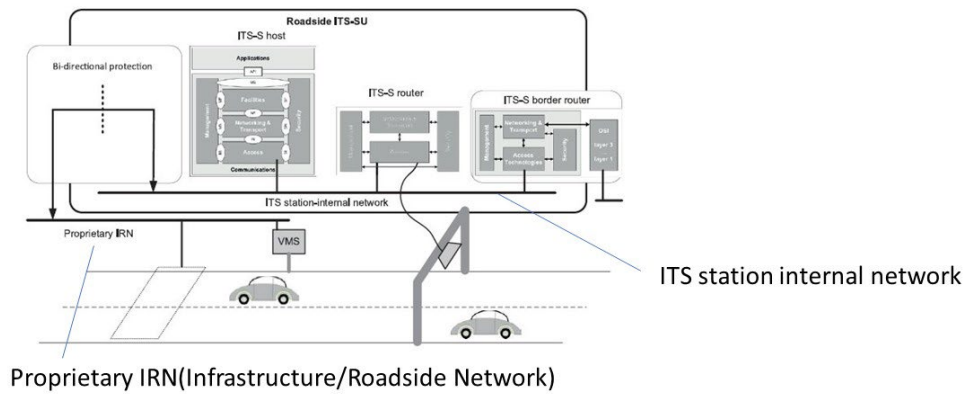 Roadside ITS-SU
ITS-S host
Bi-directional protection
Applications
API
Facilities
Management
Networking &
Transport
Security
Access
Communications
ITS-S router
ITS-S border router
Management
Networking &
Transport
Access
Technologies
Security
OSI
layer 3
layer 1
ITS station-internal network
Proprietary IRN
VMS
ITS station internal network
Proprietary IRN(Infrastructure/Roadside Network)